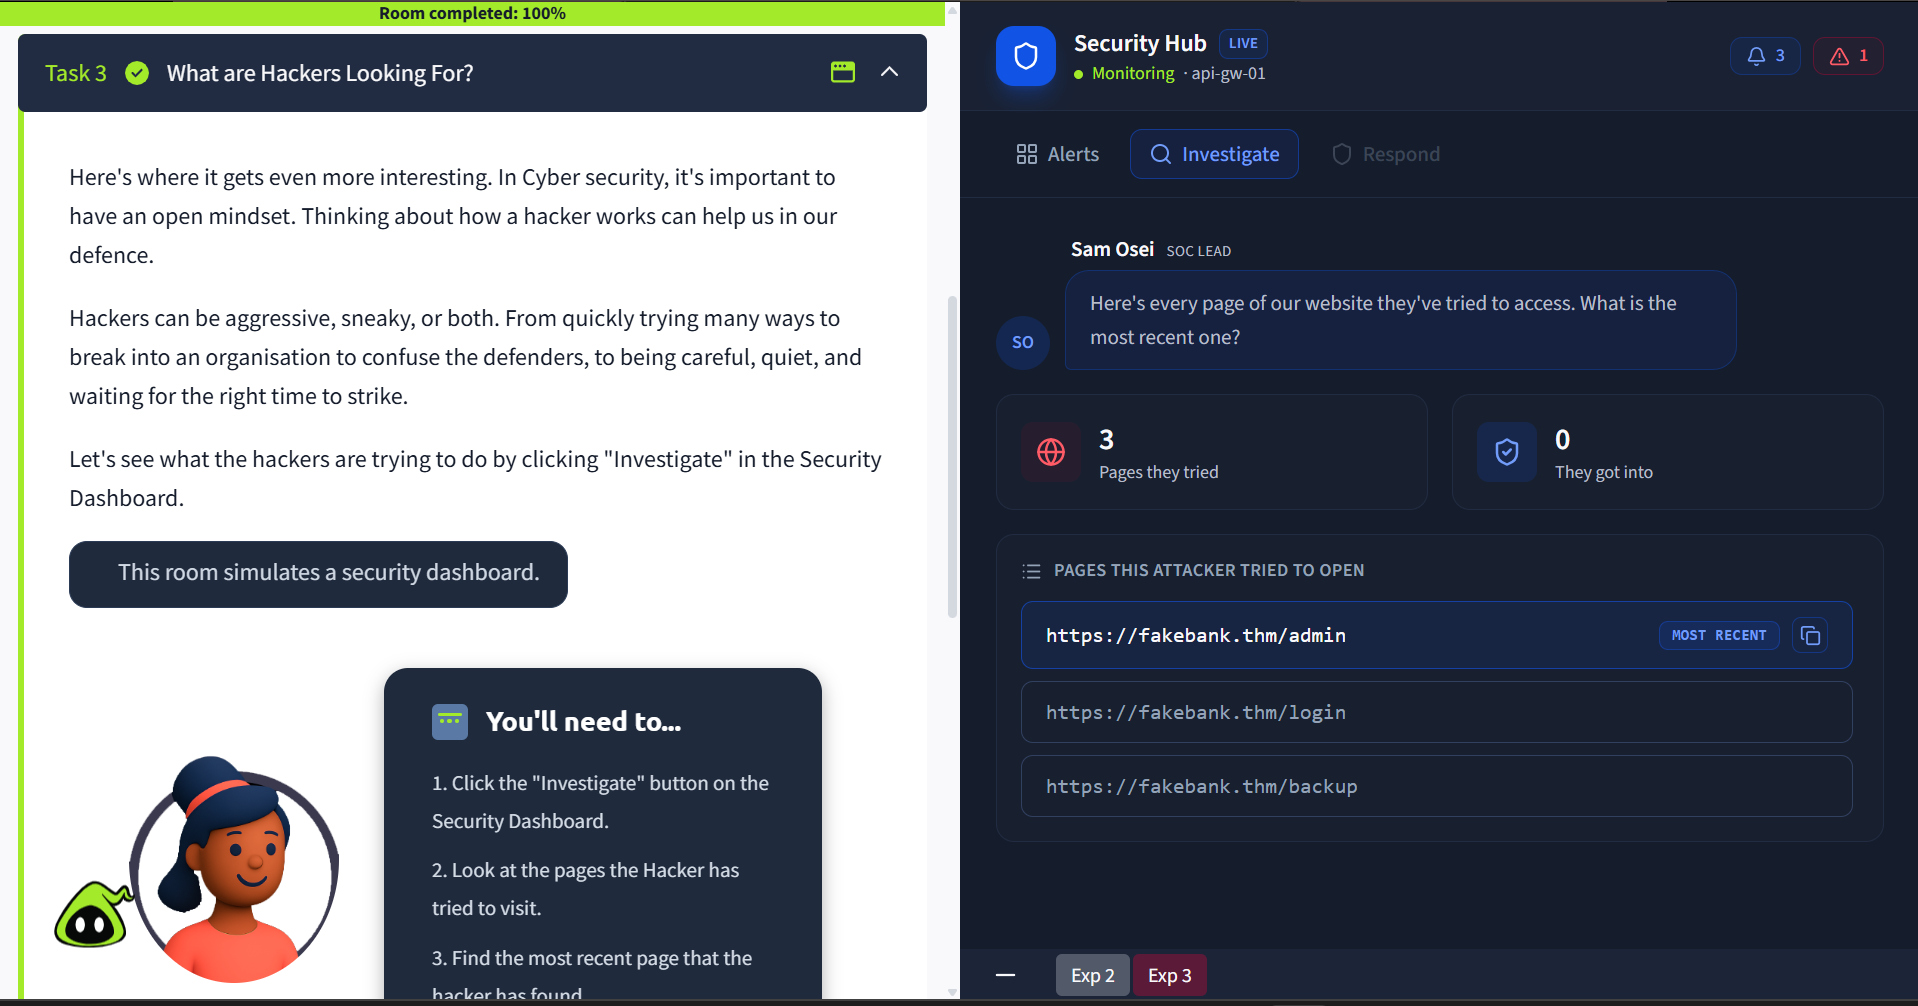 Room completed: 100%
Task 3 What are Hackers Looking For?
Here's where it gets even more interesting. In Cyber security, it's important to
have an open mindset. Thinking about how a hacker works can help us in our
defence.
Hackers can be aggressive, sneaky, or both. From quickly trying many ways to
break into an organisation to confuse the defenders, to being careful, quiet, and
waiting for the right time to strike.
Let's see what the hackers are trying to do by clicking "Investigate" in the Security
Dashboard.
This room simulates a security dashboard.
You'll need to...
1. Click the "Investigate" button on the
Security Dashboard.
2. Look at the pages the Hacker has
tried to visit.
3. Find the most recent page that the
hacker has found
Security Hub LIVE
Monitoring · api-gw-01
3
1
Alerts
Investigate
Respond
Sam Osei SOC LEAD
SO
Here's every page of our website they've tried to access. What is the
most recent one?
3
Pages they tried
0
They got into
PAGES THIS ATTACKER TRIED TO OPEN
https://fakebank.thm/admin MOST RECENT
https://fakebank.thm/login
https://fakebank.thm/backup
Exp 2
Exp 3